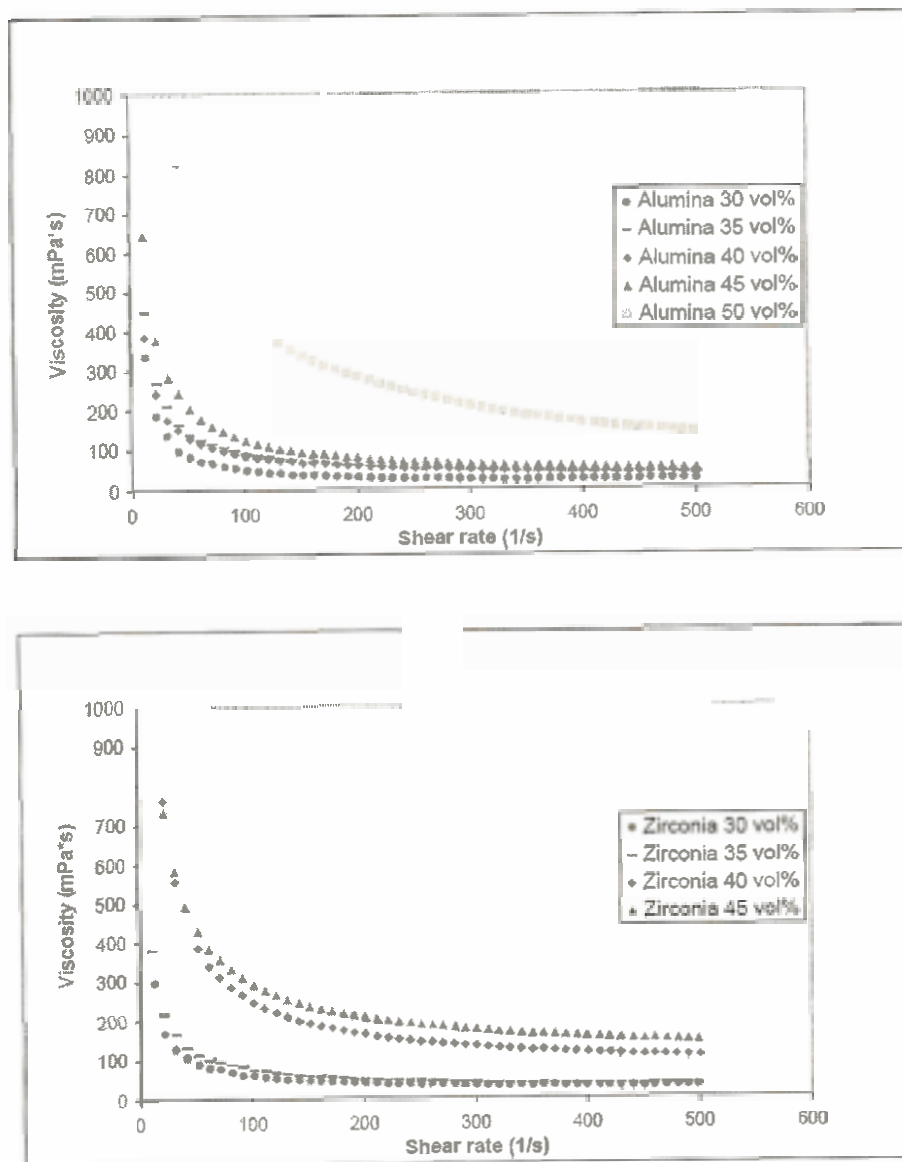 1000
900
800
700
600
500
400
300
200
100
0
Viscosity (mPa*s)
Alumina 30 vol%
Alumina 35 vol%
Alumina 40 vol%
Alumina 45 vol%
Alumina 50 vol%
0 100 200 300 400 500 600
Shear rate (1/s)
1000
900
700
600
500
400
300
200
100
0
Viscosity (mPa*s)
Zirconia 30 vol%
Zirconia 35 vol%
Zirconia 40 vol%
Zirconia 45 vol%
0 100 200 300 400 500 600
Shear rate (1/s)